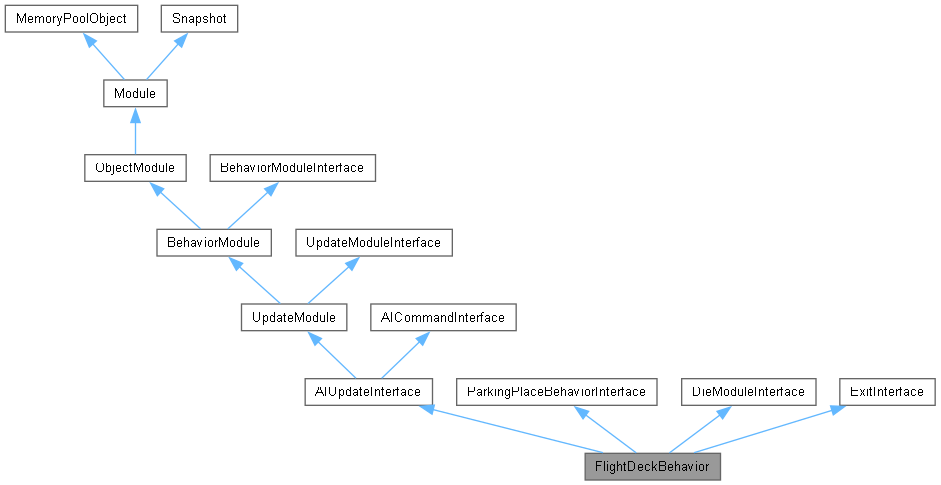 MemoryPoolObject
Snapshot
Module
ObjectModule
BehaviorModuleInterface
BehaviorModule
UpdateModuleInterface
UpdateModule
AICommandInterface
AIUpdateInterface
ParkingPlaceBehaviorInterface
DieModuleInterface
ExitInterface
FlightDeckBehavior